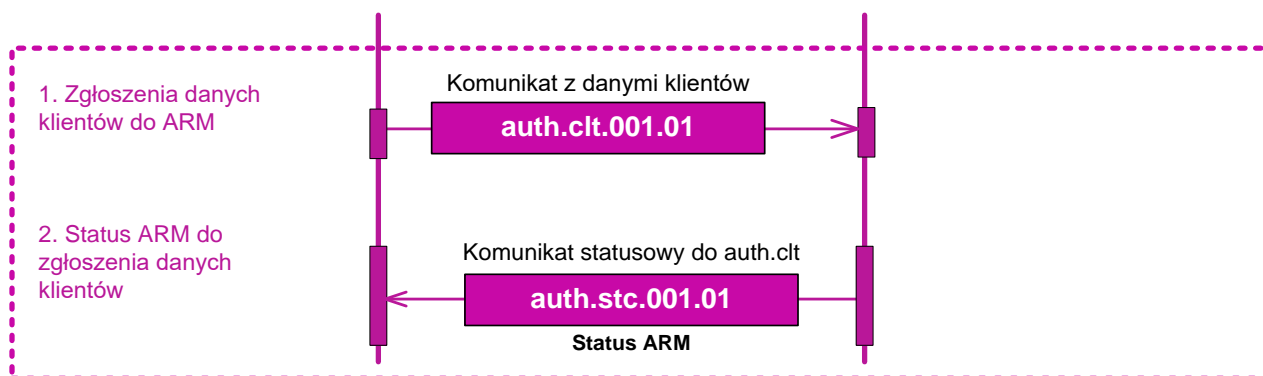 1. Zgłoszenia danych
klientów do ARM
Komunikat z danymi klientów
auth.clt.001.01
2. Status ARM do
zgłoszenia danych
klientów
Komunikat statusowy do auth.clt
auth.stc.001.01
Status ARM